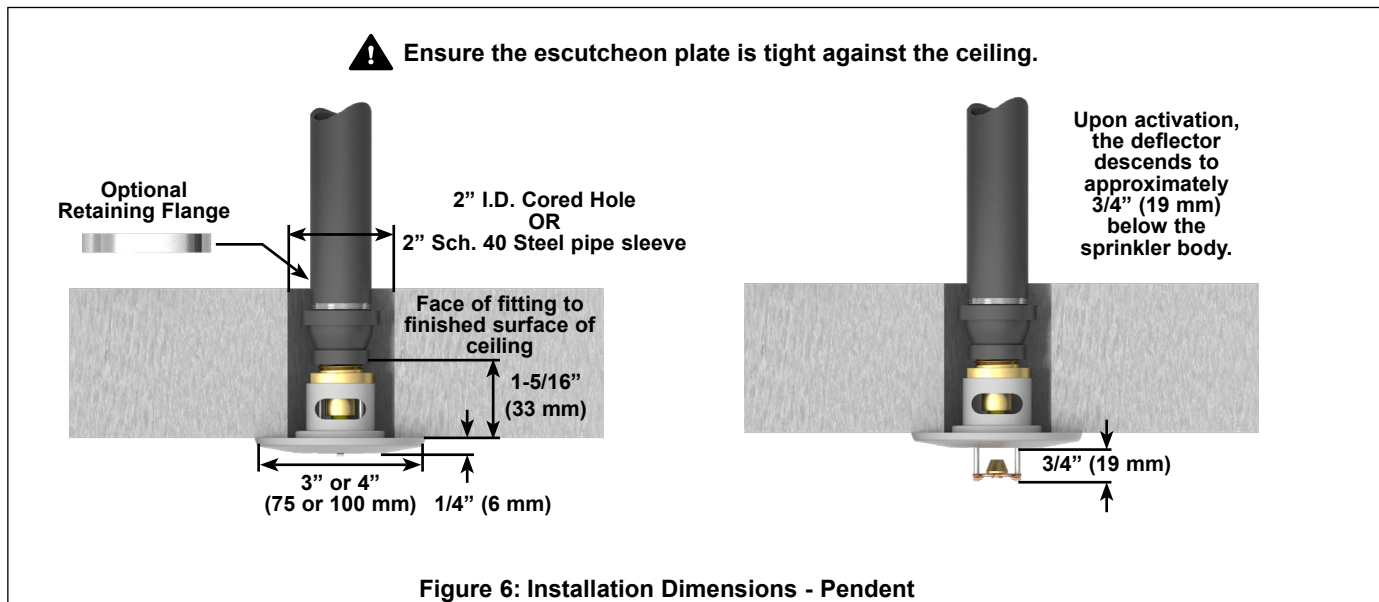 Ensure the escutcheon plate is tight against the ceiling.
Optional
Retaining Flange
2” I.D. Cored Hole
OR
2” Sch. 40 Steel pipe sleeve
Face of fitting to
finished surface of
ceiling
1-5/16”
(33 mm)
3” or 4”
(75 or 100 mm)
1/4” (6 mm)
Upon activation,
the deflector
descends to
approximately
3/4” (19 mm)
below the
sprinkler body.
3/4” (19 mm)
Figure 6: Installation Dimensions - Pendent